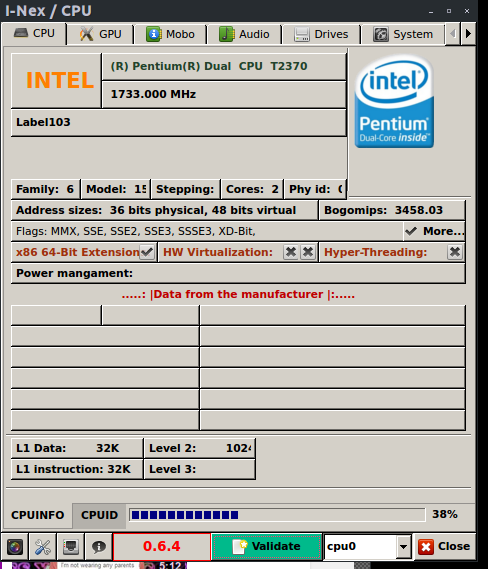 I-Nex / CPU
CPU GPU Mobo Audio Drives System
INTEL
(R) Pentium(R) Dual CPU T2370
1733.000 MHz
Label103
intel
Pentium
Dual-Core inside™
Family: 6 Model: 15 Stepping: Cores: 2 Phy id: 0
Address sizes: 36 bits physical, 48 bits virtual Bogomips: 3458.03
Flags: MMX, SSE, SSE2, SSE3, SSSE3, XD-Bit, More...
x86 64-Bit Extension HW Virtualization: Hyper-Threading:
Power mangament:
.....: |Data from the manufacturer |:.....
L1 Data: 32K Level 2: 1024
L1 instruction: 32K Level 3:
CPUINFO CPUID 38%
0.6.4 Validate cpu0 Close
I'm not wearing any parents 5:12